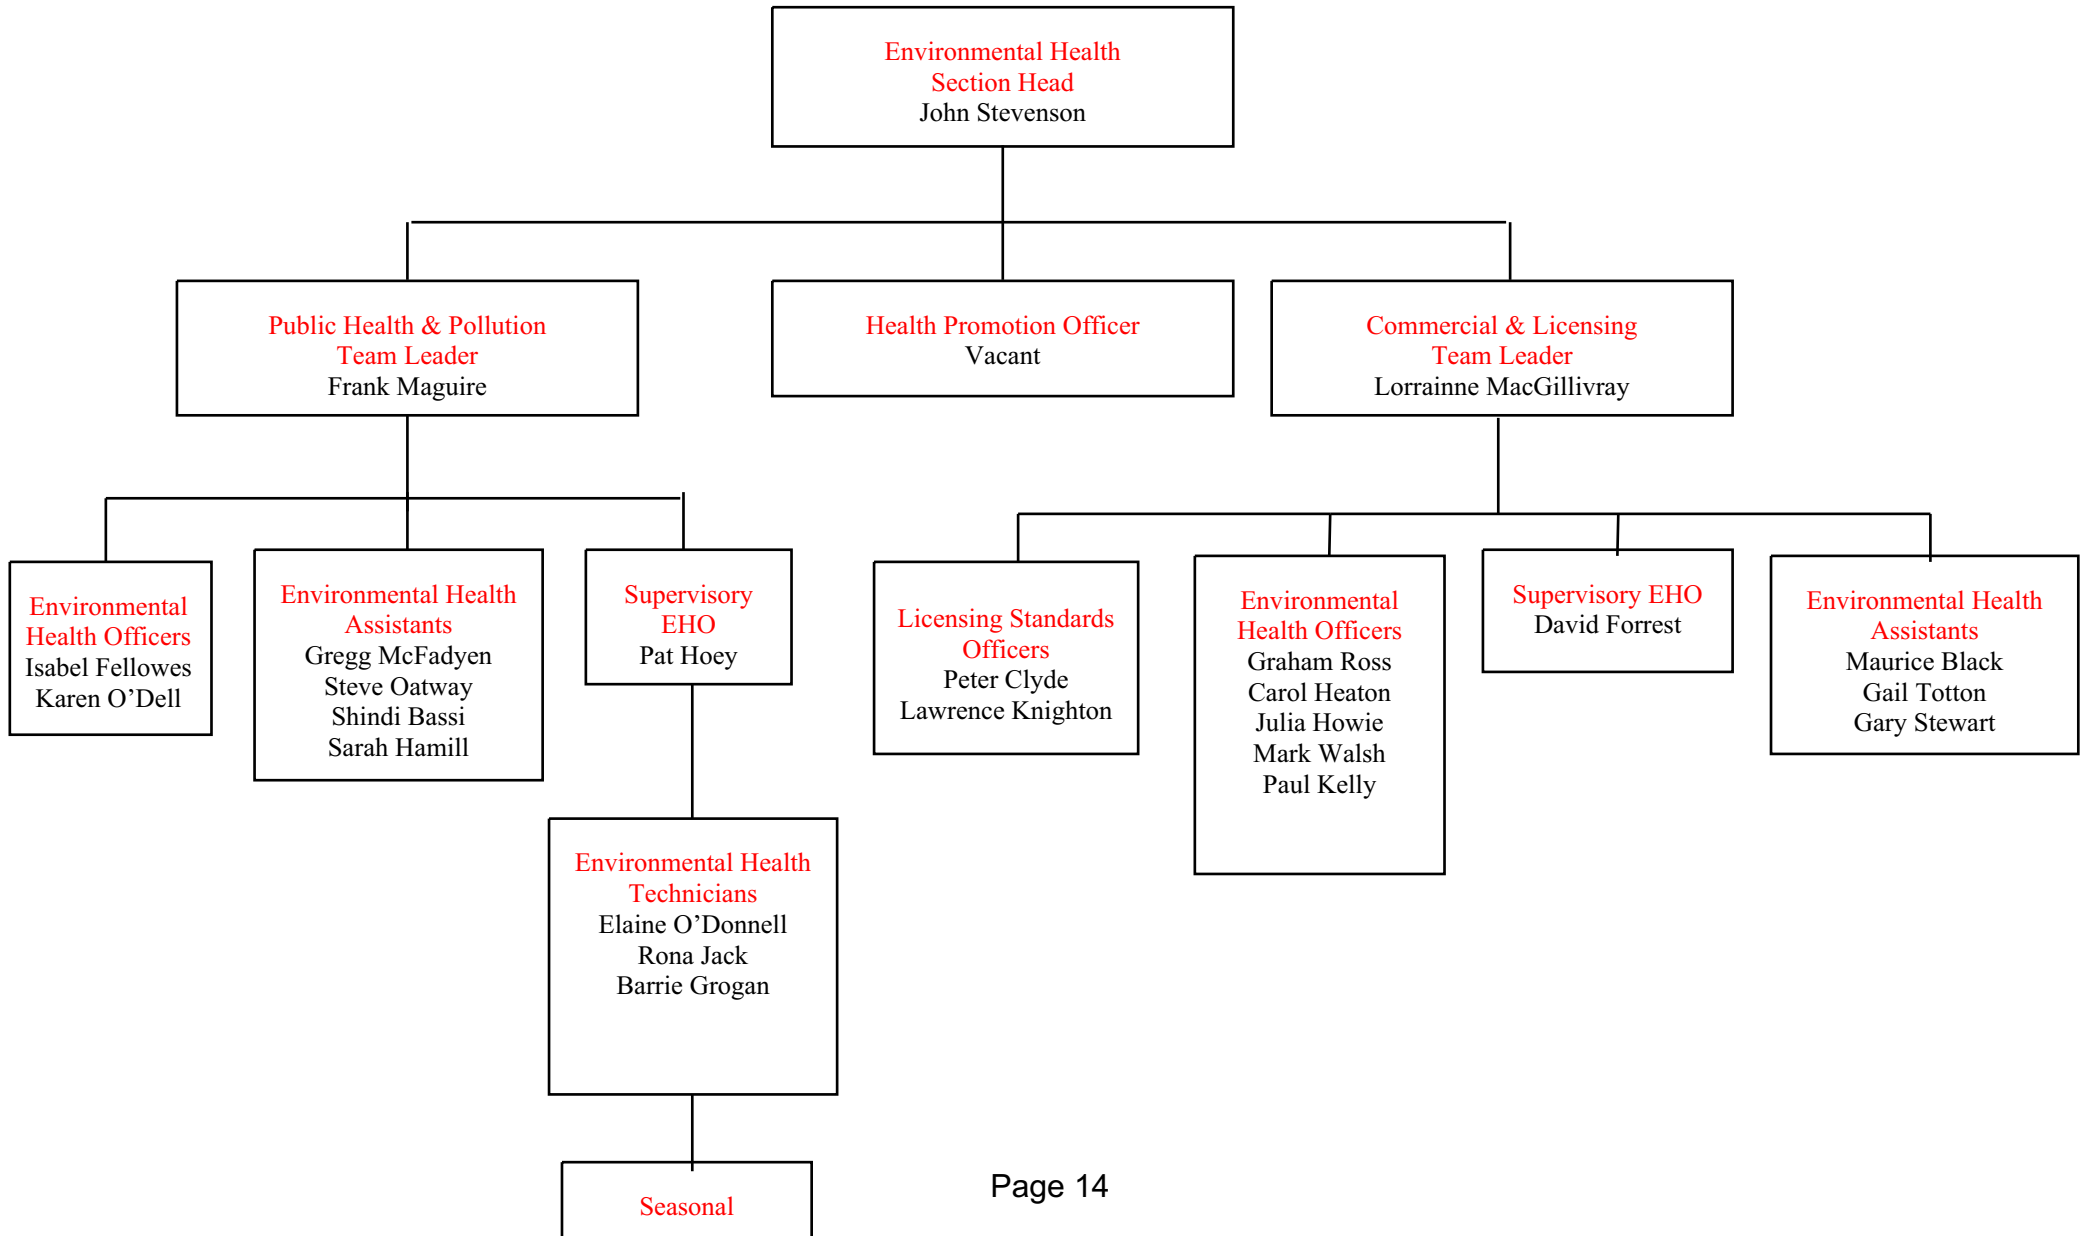 Environmental Health
Section Head
John Stevenson
Public Health & Pollution
Team Leader
Frank Maguire
Health Promotion Officer
Vacant
Commercial & Licensing
Team Leader
Lorrainne MacGillivray
Environmental
Health Officers
Isabel Fellowes
Karen O’Dell
Environmental Health
Assistants
Gregg McFadyen
Steve Oatway
Shindi Bassi
Sarah Hamill
Supervisory
EHO
Pat Hoey
Licensing Standards
Officers
Peter Clyde
Lawrence Knighton
Environmental
Health Officers
Graham Ross
Carol Heaton
Julia Howie
Mark Walsh
Paul Kelly
Supervisory EHO
David Forrest
Environmental Health
Assistants
Maurice Black
Gail Totton
Gary Stewart
Environmental Health
Technicians
Elaine O’Donnell
Rona Jack
Barrie Grogan
Seasonal
Page 14